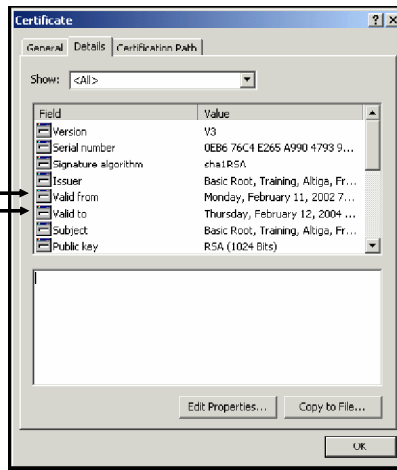 Certificate
General Details Certification Path
Show: <All>
Field Value
Version V3
Serial number 0EB6 76C4 E265 A990 4793 9...
Signature algorithm sha1RSA
Issuer Basic Root, Training, Altiga, Fr...
Valid from Monday, February 11, 2002 7...
Valid to Thursday, February 12, 2004 ...
Subject Basic Root, Training, Altiga, Fr...
Public key RSA (1024 Bits)
Edit Properties... Copy to File...
OK